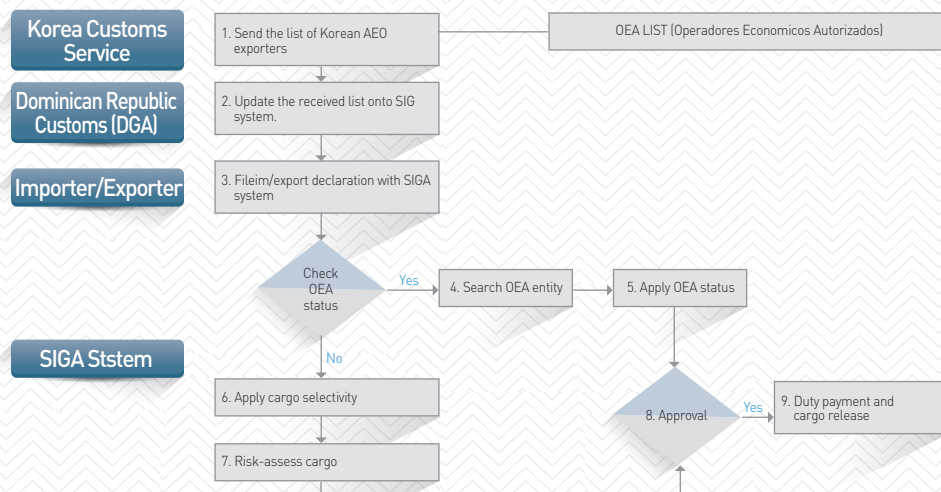 Korea Customs
Service
1. Send the list of Korean AEO
exporters
OEA LIST (Operadores Economicos Autorizados)
Dominican Republic
Customs (DGA)
2. Update the received list onto SIG
system.
Importer/Exporter
3. Fileim/export declaration with SIGA
system
Check
OEA
status
Yes
4. Search OEA entity
5. Apply OEA status
No
SIGA Ststem
6. Apply cargo selectivity
8. Approval
Yes
9. Duty payment and
cargo release
7. Risk-assess cargo